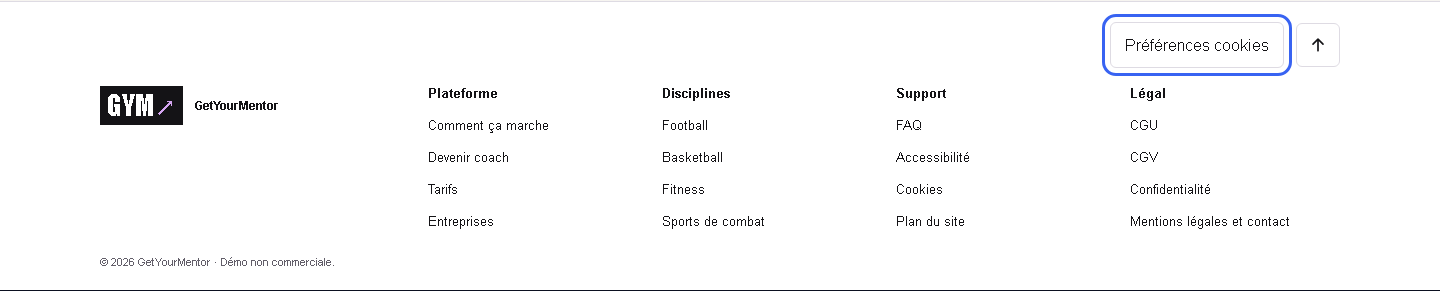 Préférences cookies
GYM
GetYourMentor
Plateforme
Comment ça marche
Devenir coach
Tarifs
Entreprises
Disciplines
Football
Basketball
Fitness
Sports de combat
Support
FAQ
Accessibilité
Cookies
Plan du site
Légal
CGU
CGV
Confidentialité
Mentions légales et contact
© 2026 GetYourMentor · Démo non commerciale.